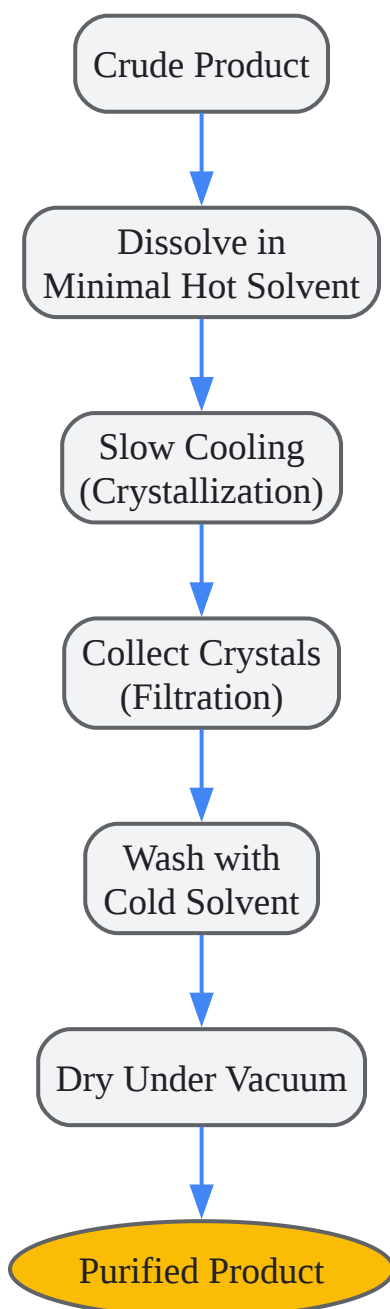 Crude Product
Dissolve in
Minimal Hot Solvent
Slow Cooling
(Crystallization)
Collect Crystals
(Filtration)
Wash with
Cold Solvent
Dry Under Vacuum
Purified Product